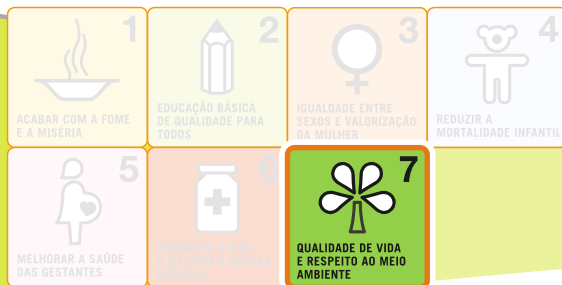 1
ACABAR COM A FOME
E A MISÉRIA
2
EDUCAÇÃO BÁSICA
DE QUALIDADE PARA
TODOS
3
IGUALDADE ENTRE
SEXOS E VALORIZAÇÃO
DA MULHER
4
REDUZIR A
MORTALIDADE INFANTIL
5
MELHORAR A SAÚDE
DAS GESTANTES
6
7
QUALIDADE DE VIDA
E RESPEITO AO MEIO
AMBIENTE